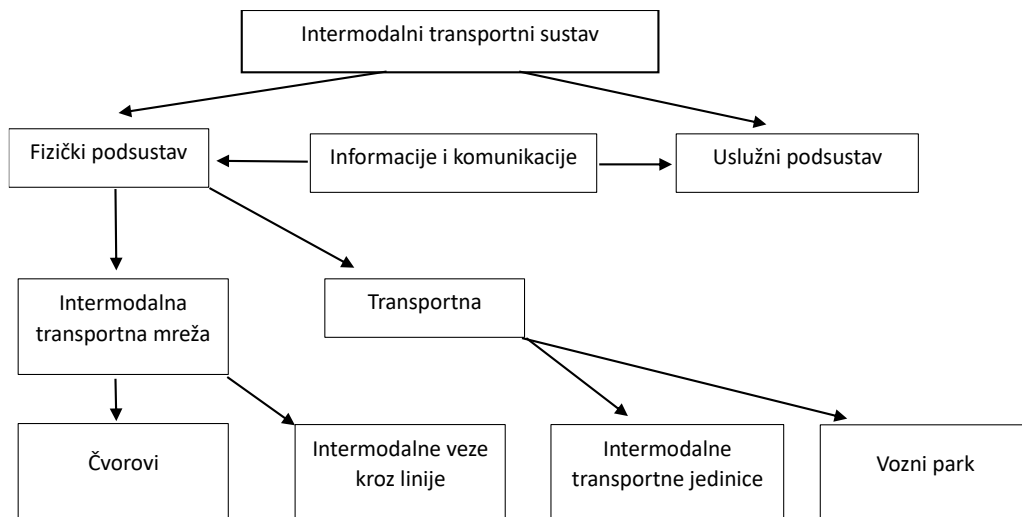 Intermodalni transportni sustav
Fizički podsustav
Informacije i komunikacije
Uslužni podsustav
Intermodalna
transportna mreža
Transportna
Čvorovi
Intermodalne veze
kroz linije
Intermodalne
transportne jedinice
Vozni park